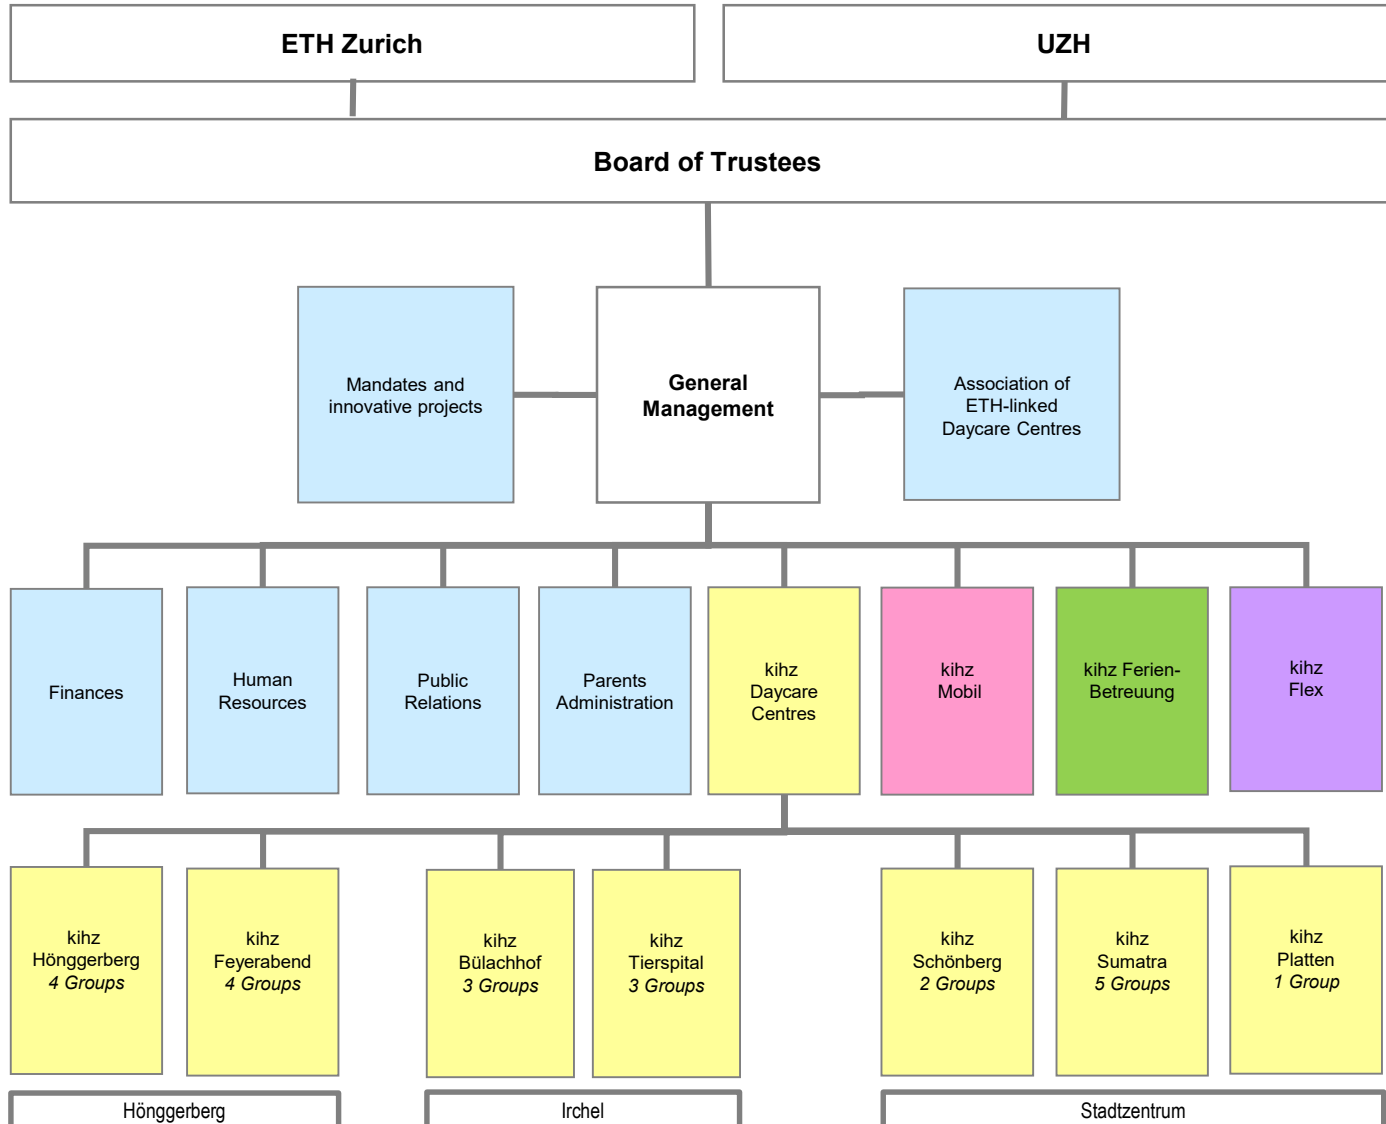 ETH Zurich
UZH
Board of Trustees
Mandates and
innovative projects
General
Management
Association of
ETH-linked
Daycare Centres
Finances
Human
Resources
Public
Relations
Parents
Administration
kihz
Daycare
Centres
kihz
Mobil
kihz Ferien-
Betreuung
kihz
Flex
kihz
Hönggerberg
4 Groups
kihz
Feyerabend
4 Groups
kihz
Bülachhof
3 Groups
kihz
Tierspital
3 Groups
kihz
Schönberg
2 Groups
kihz
Sumatra
5 Groups
kihz
Platten
1 Group
Hönggerberg
Irchel
Stadtzentrum